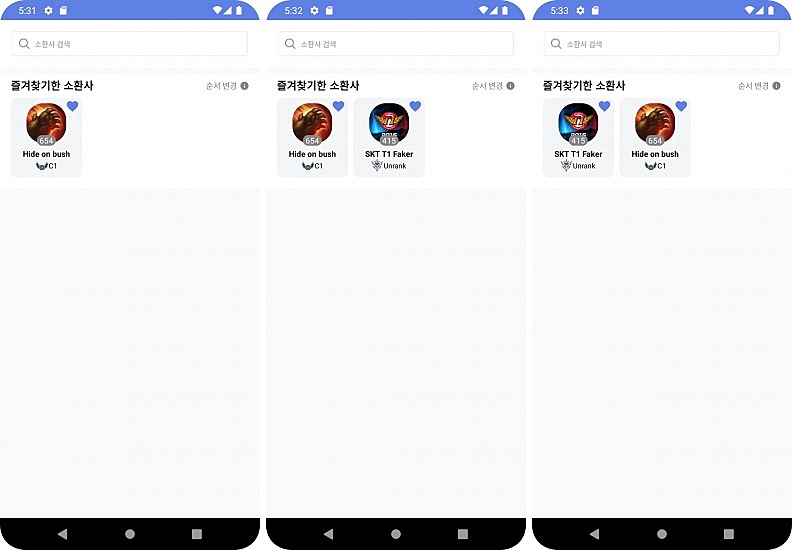 5:31
소환사 검색
즐겨찾기한 소환사
순서 변경
654
Hide on bush
C1
5:32
소환사 검색
즐겨찾기한 소환사
순서 변경
654
415
Hide on bush
SKT T1 Faker
C1
Unrank
5:33
소환사 검색
즐겨찾기한 소환사
순서 변경
415
654
SKT T1 Faker
Hide on bush
Unrank
C1